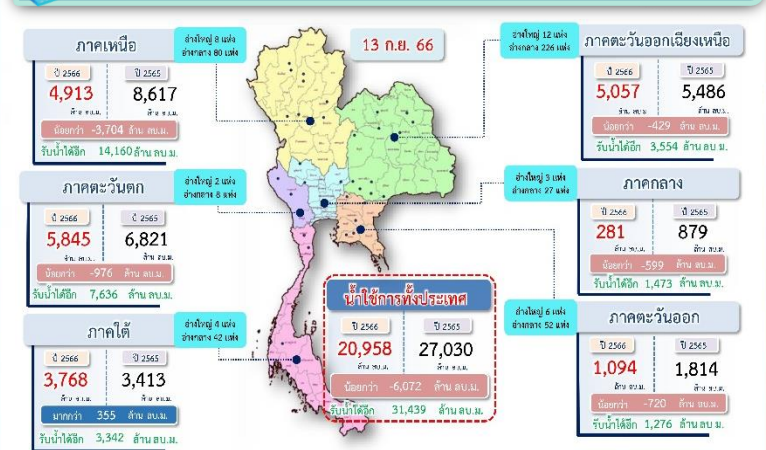 13 ก.ย. 66
ภาคเหนือ
ปี 2566 ปี 2565
4,913 8,617
ล้าน ลบ.ม. ล้าน ลบ.ม.
น้อยกว่า -3,704 ล้าน ลบ.ม.
รับน้ำได้อีก 14,160 ล้าน ลบ.ม.
อ่างใหญ่ 8 แห่ง
อ่างกลาง 80 แห่ง
อ่างใหญ่ 12 แห่ง
อ่างกลาง 226 แห่ง
ภาคตะวันออกเฉียงเหนือ
ปี 2566 ปี 2565
5,057 5,486
ล้าน ลบ.ม. ล้าน ลบ.ม.
น้อยกว่า -429 ล้าน ลบ.ม.
รับน้ำได้อีก 3,554 ล้าน ลบ.ม.
ภาคตะวันตก
ปี 2566 ปี 2565
5,845 6,821
ล้าน ลบ.ม. ล้าน ลบ.ม.
น้อยกว่า -976 ล้าน ลบ.ม.
รับน้ำได้อีก 7,636 ล้าน ลบ.ม.
อ่างใหญ่ 2 แห่ง
อ่างกลาง 8 แห่ง
อ่างใหญ่ 3 แห่ง
อ่างกลาง 27 แห่ง
ภาคกลาง
ปี 2566 ปี 2565
281 879
ล้าน ลบ.ม. ล้าน ลบ.ม.
น้อยกว่า -599 ล้าน ลบ.ม.
รับน้ำได้อีก 1,473 ล้าน ลบ.ม.
ภาคใต้
ปี 2566 ปี 2565
3,768 3,413
ล้าน ลบ.ม. ล้าน ลบ.ม.
มากกว่า 355 ล้าน ลบ.ม.
รับน้ำได้อีก 3,342 ล้าน ลบ.ม.
อ่างใหญ่ 4 แห่ง
อ่างกลาง 42 แห่ง
น้ำใช้การทั้งประเทศ
ปี 2566 ปี 2565
20,958 27,030
ล้าน ลบ.ม. ล้าน ลบ.ม.
น้อยกว่า -6,072 ล้าน ลบ.ม.
รับน้ำได้อีก 31,439 ล้าน ลบ.ม.
อ่างใหญ่ 6 แห่ง
อ่างกลาง 52 แห่ง
ภาคตะวันออก
ปี 2566 ปี 2565
1,094 1,814
ล้าน ลบ.ม. ล้าน ลบ.ม.
น้อยกว่า -720 ล้าน ลบ.ม.
รับน้ำได้อีก 1,276 ล้าน ลบ.ม.